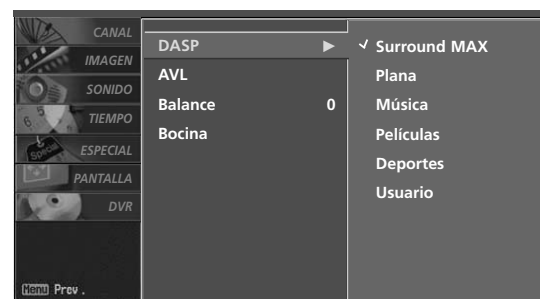 CANAL
IMAGEN
SONIDO
TIEMPO
ESPECIAL
PANTALLA
DVR
Menu Prev .
DASP ▶
AVL
Balance 0
Bocina
✓ Surround MAX
Plana
Música
Películas
Deportes
Usuario